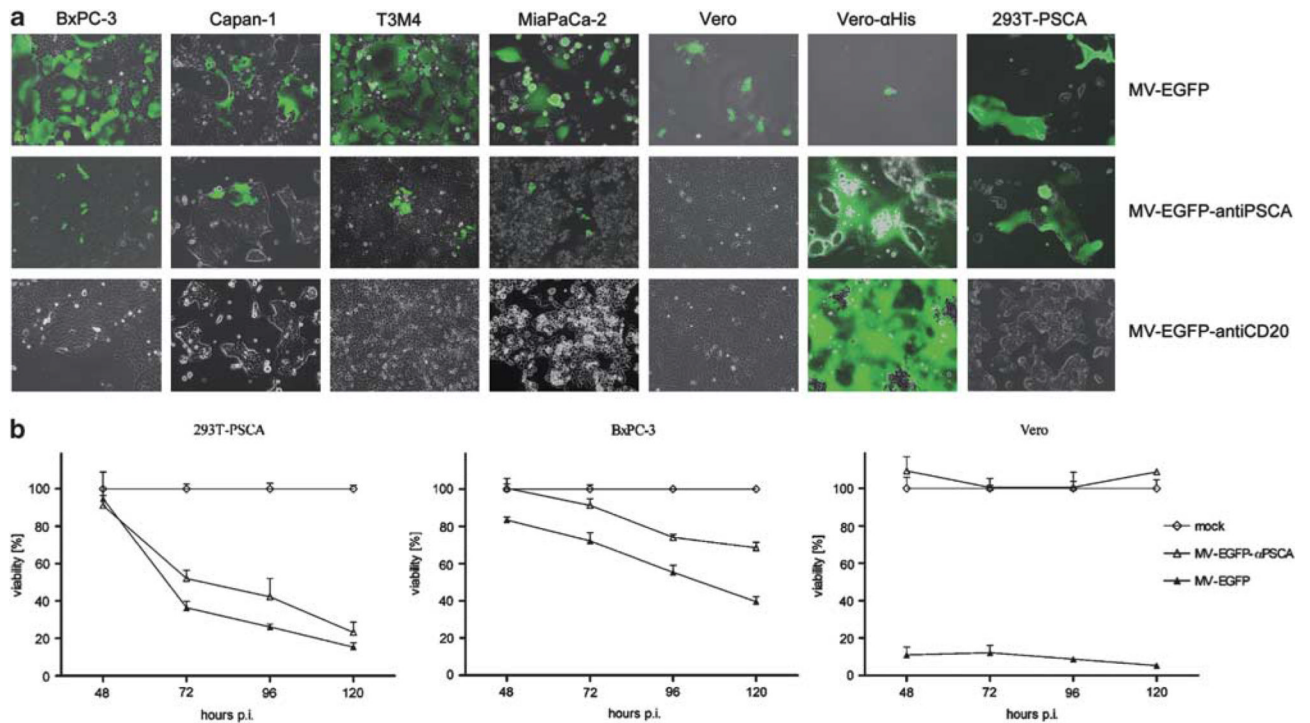 a
BxPC-3 Capan-1 T3M4 MiaPaCa-2 Vero Vero-αHis 293T-PSCA
MV-EGFP
MV-EGFP-antiPSCA
MV-EGFP-antiCD20
b
293T-PSCA BxPC-3 Vero
viability [%] viability [%] viability [%]
100 100 100
80 80 80
60 60 60
40 40 40
20 20 20
0 0 0
48 72 96 120 48 72 96 120 48 72 96 120
hours p.i. hours p.i. hours p.i.
mock
MV-EGFP-αPSCA
MV-EGFP